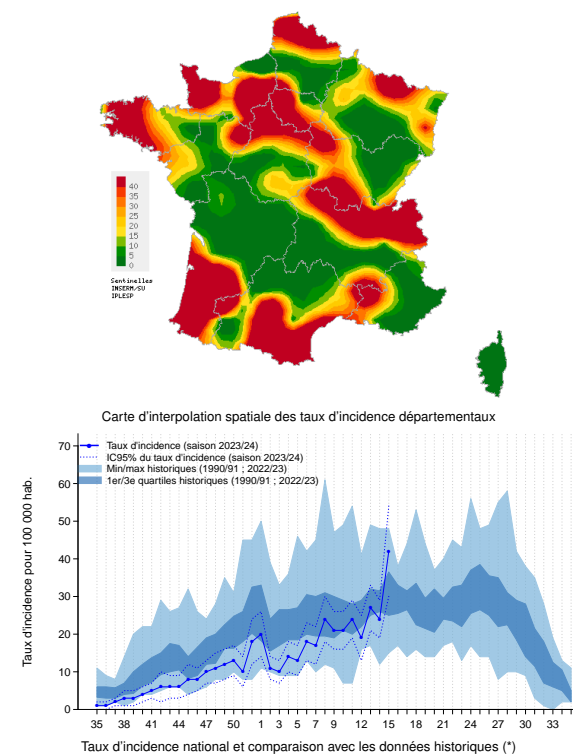 40
35
30
25
20
15
10
5
0
Sentinelles
INSERM/SU
IPLESP
Carte d'interpolation spatiale des taux d'incidence départementaux
Taux d'incidence (saison 2023/24)
IC95% du taux d'incidence (saison 2023/24)
Min/max historiques (1990/91 ; 2022/23)
1er/3e quartiles historiques (1990/91 ; 2022/23)
Taux d'incidence pour 100 000 hab.
70
60
50
40
30
20
10
0
35 38 41 44 47 50 1 3 5 7 9 12 15 18 21 24 27 30 33
Taux d'incidence national et comparaison avec les données historiques (*)